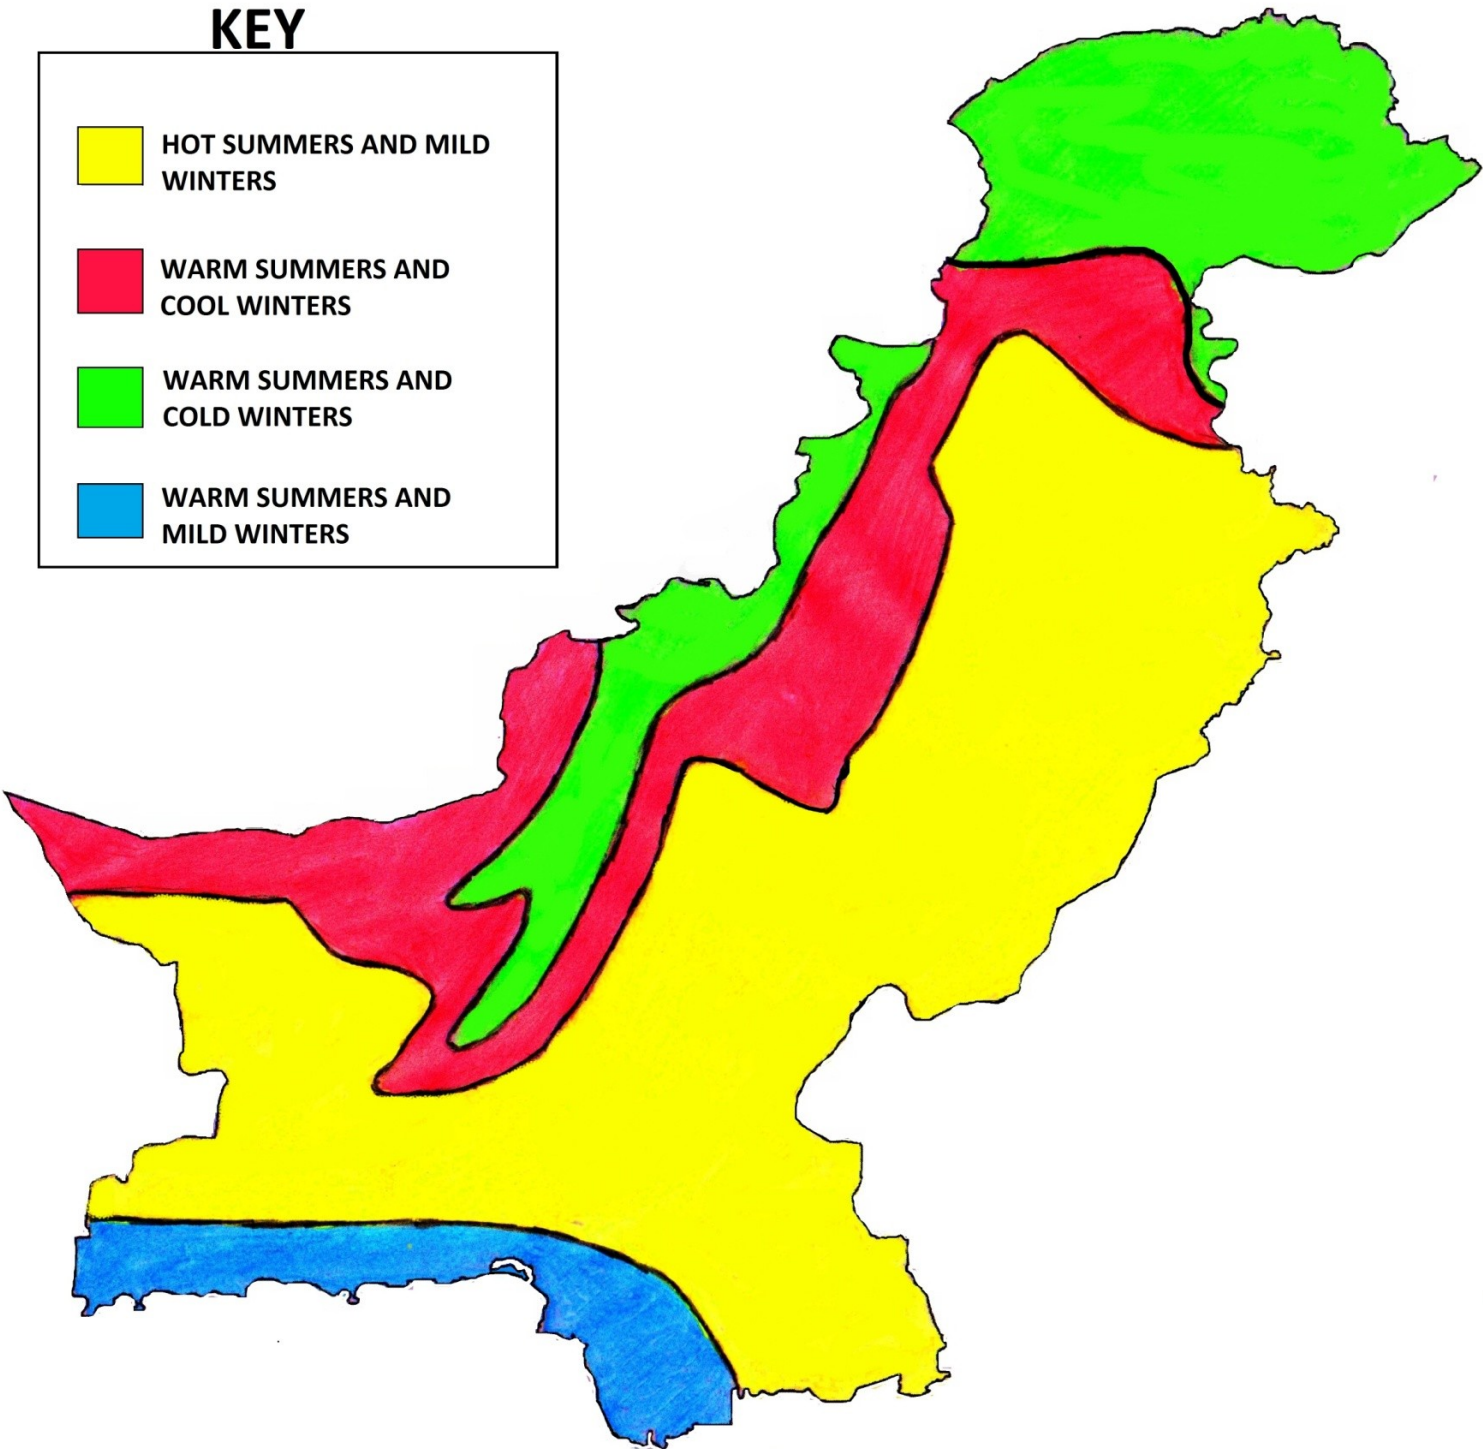 KEY
HOT SUMMERS AND MILD
WINTERS
WARM SUMMERS AND
COOL WINTERS
WARM SUMMERS AND
COLD WINTERS
WARM SUMMERS AND
MILD WINTERS